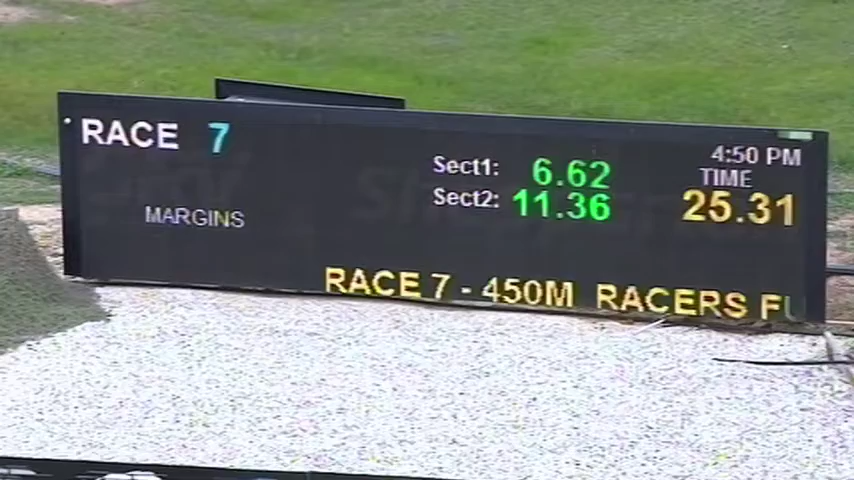 RACE 7
4:50 PM
Sect1: 6.62
TIME
Sect2: 11.36
25.31
MARGINS
RACE 7 - 450M RACERS